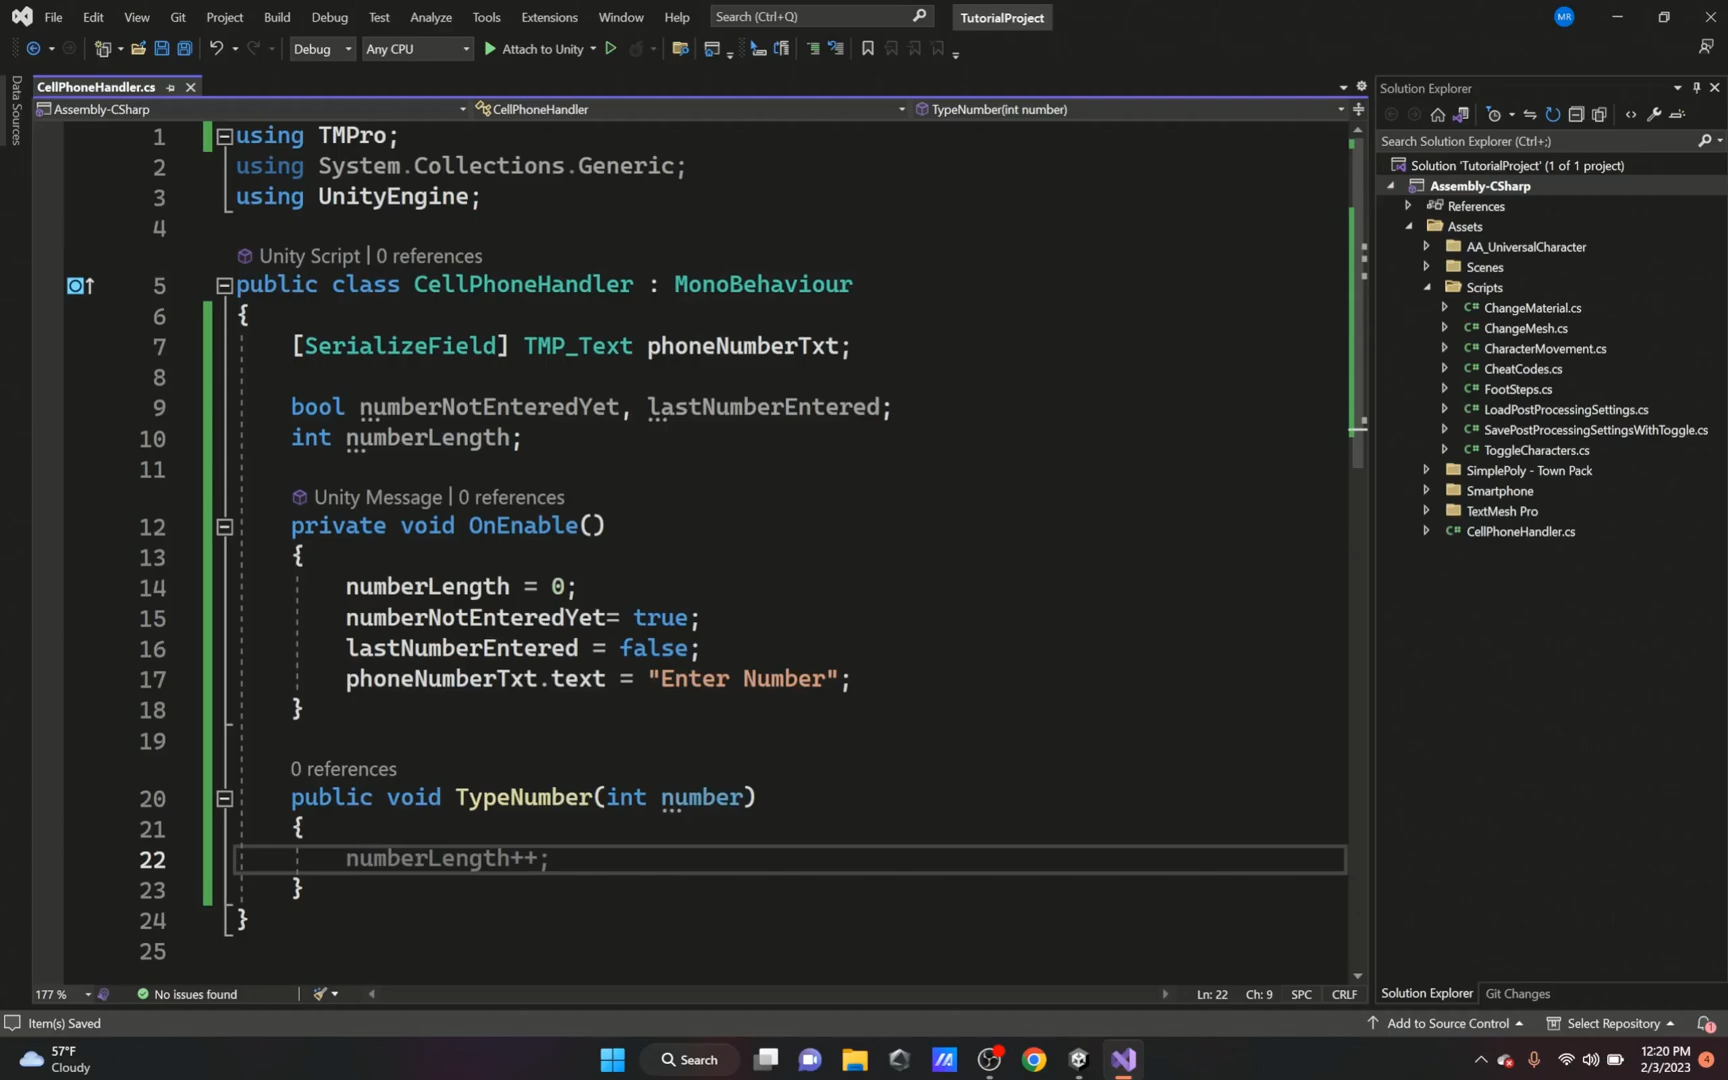 File Edit View Git Project Build Debug Test Analyze Tools Extensions Window Help Search (Ctrl+Q) TutorialProject MR
Debug Any CPU Attach to Unity
Data Sources
CellPhoneHandler.cs
Assembly-CSharp CellPhoneHandler TypeNumber(int number)
1 using TMPro;
2 using System.Collections.Generic;
3 using UnityEngine;
4
Unity Script | 0 references
5 public class CellPhoneHandler : MonoBehaviour
6 {
7 [SerializeField] TMP_Text phoneNumberTxt;
8
9 bool numberNotEnteredYet, lastNumberEntered;
10 int numberLength;
11
Unity Message | 0 references
12 private void OnEnable()
13 {
14 numberLength = 0;
15 numberNotEnteredYet= true;
16 lastNumberEntered = false;
17 phoneNumberTxt.text = "Enter Number";
18 }
19
0 references
20 public void TypeNumber(int number)
21 {
22 numberLength++;
23 }
24 }
25
177 % No issues found Ln: 22 Ch: 9 SPC CRLF
Solution Explorer
Search Solution Explorer (Ctrl+;)
Solution 'TutorialProject' (1 of 1 project)
Assembly-CSharp
References
Assets
AA_UniversalCharacter
Scenes
Scripts
C# ChangeMaterial.cs
C# ChangeMesh.cs
C# CharacterMovement.cs
C# CheatCodes.cs
C# FootSteps.cs
C# LoadPostProcessingSettings.cs
C# SavePostProcessingSettingsWithToggle.cs
C# ToggleCharacters.cs
SimplePoly - Town Pack
Smartphone
TextMesh Pro
C# CellPhoneHandler.cs
Solution Explorer Git Changes
Item(s) Saved Add to Source Control Select Repository 1
57°F
Cloudy
Search
12:20 PM
2/3/2023
4